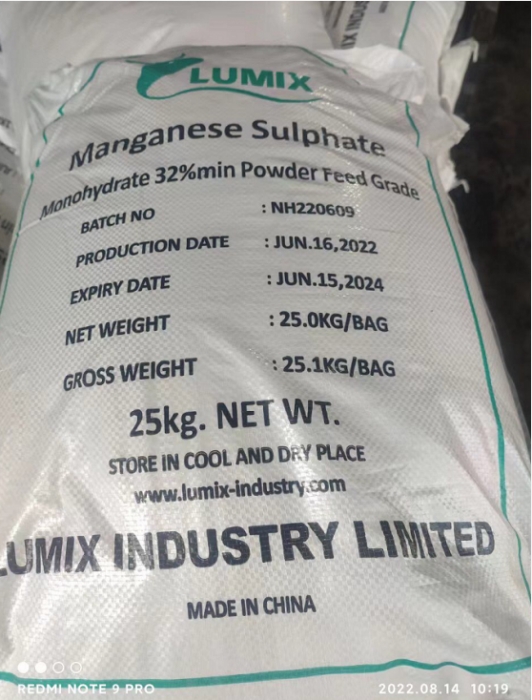 LUMIX
Manganese Sulphate
Monohydrate 32%min Powder Feed Grade
BATCH NO : NH220609
PRODUCTION DATE : JUN.16,2022
EXPIRY DATE : JUN.15,2024
NET WEIGHT : 25.0KG/BAG
GROSS WEIGHT : 25.1KG/BAG
25kg. NET WT.
STORE IN COOL AND DRY PLACE
www.lumix-industry.com
LUMIX INDUSTRY LIMITED
MADE IN CHINA
REDMI NOTE 9 PRO
2022.08.14 10:19